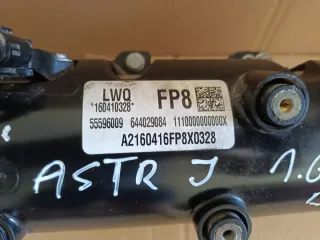 LWQ
*160410328*
FP8
55596009 644029084 1110000000000X
A2160416FP8X0328
ASTR J 1.6